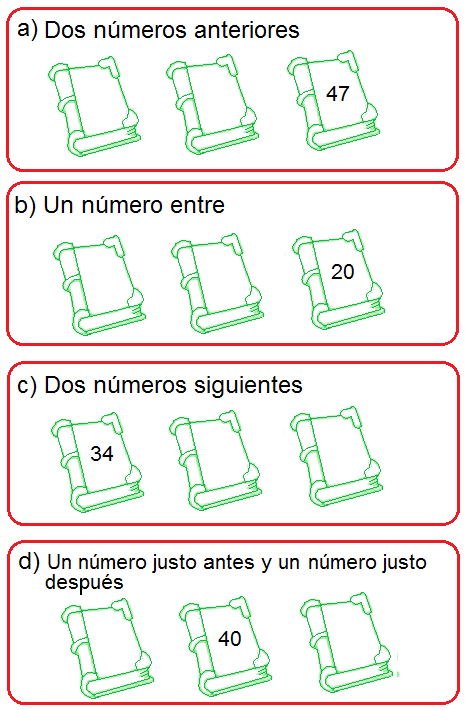 a) Dos números anteriores
47
b) Un número entre
20
c) Dos números siguientes
34
d) Un número justo antes y un número justo
después
40